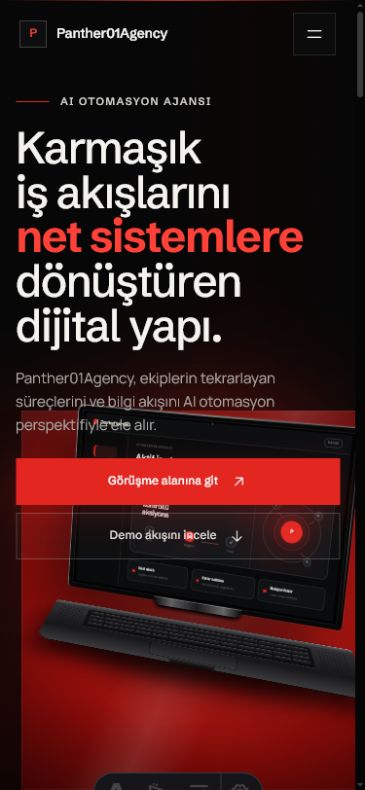 P Panther01Agency
AI OTOMASYON AJANSI
Karmaşık
iş akışlarını
net sistemlere
dönüştüren
dijital yapı.
Panther01Agency, ekiplerin tekrarlayan
süreçlerini ve bilgi akışını AI otomasyon
perspektifiyle ele alır.
Görüşme alanına git
Demo akışını incele
P